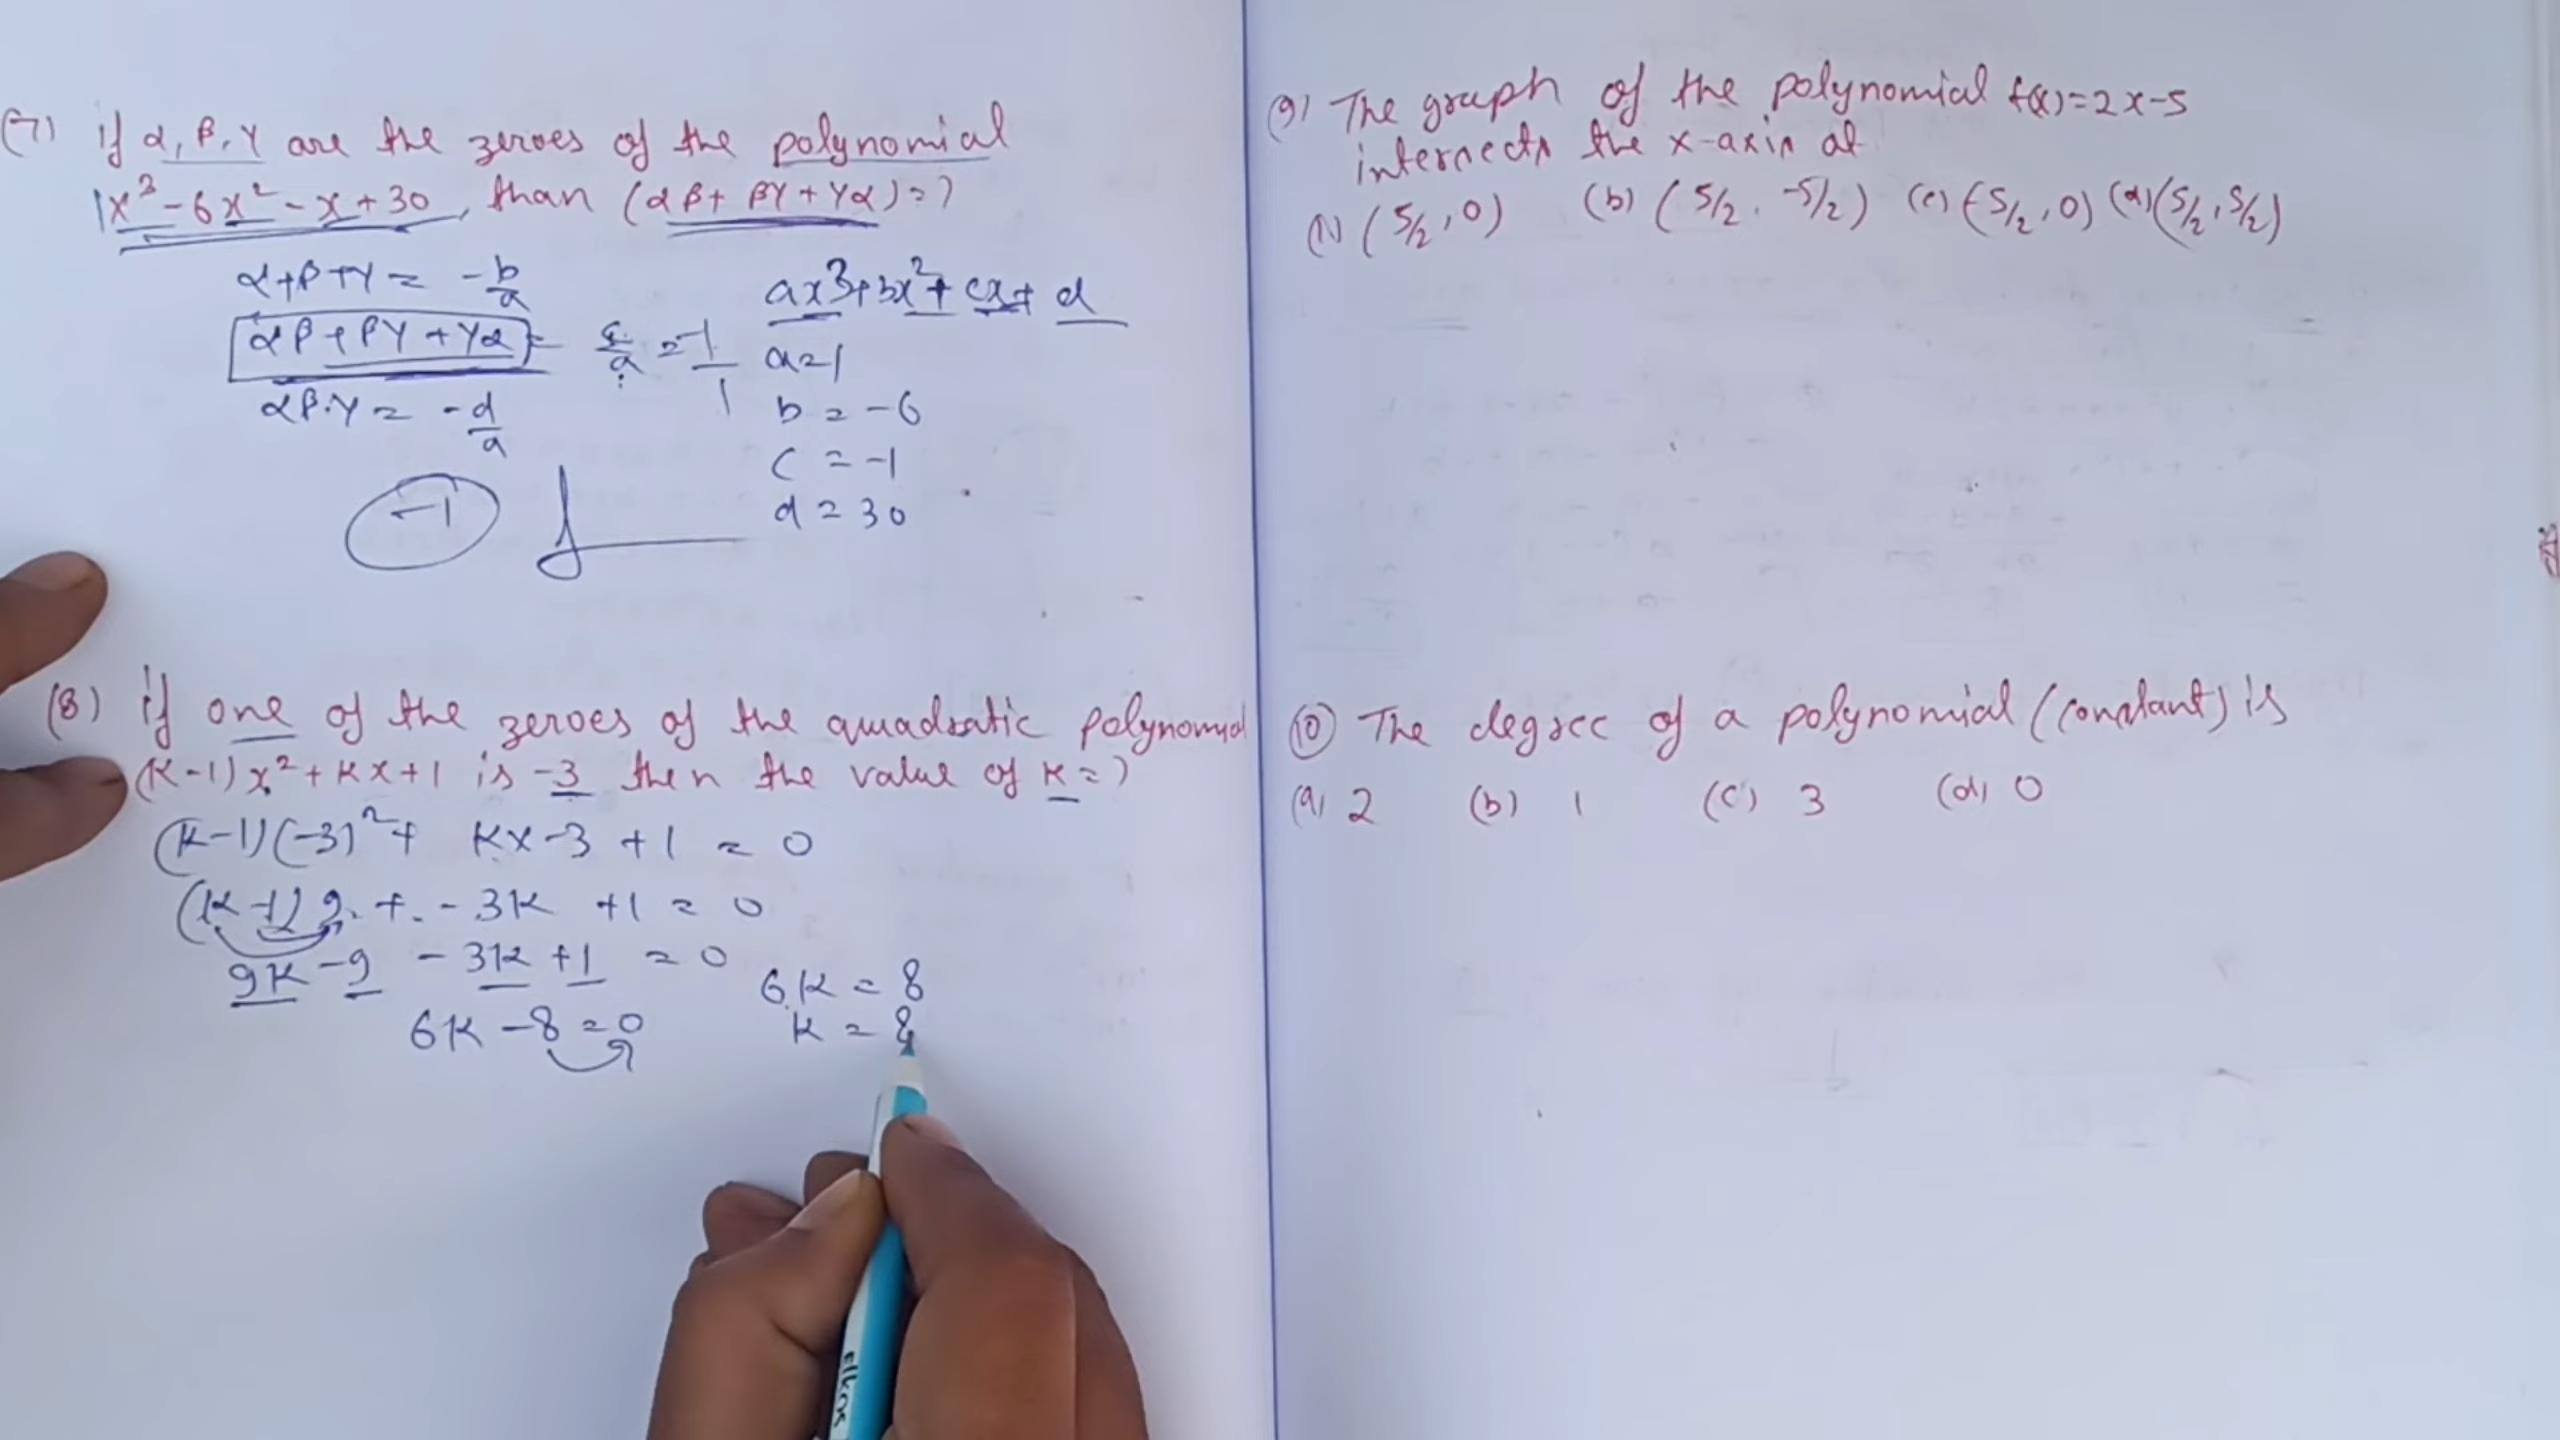 (7) if α, β, γ are the zeroes of the polynomial
1x³-6x²-x+30, than (αβ+ βγ+γα)=?
α+β+γ = -b/a
αβ+βγ+γα = c/a = -1/1
αβ.γ = -d/a
-1
ax3+bx²+cx+d
a=1
b = -6
c = -1
d = 30
(8) if one of the zeroes of the quadratic polynomial
(k-1)x²+kx+1 is -3 then the value of k=?
(k-1)(-3)²+ kx-3 +1 = 0
(k-1)9 + -3k +1 = 0
9k-9 -3k+1 = 0
6k-8=0
6k = 8
k = 8
(9) The graph of the polynomial f(x)=2x-5
intersects the x-axis at
(5/2,0) (b) (5/2, -5/2) (c) (-5/2,0) (d) (5/2,5/2)
(10) The degree of a polynomial (constant) is
(a) 2 (b) 1 (c) 3 (d) 0
Elkos